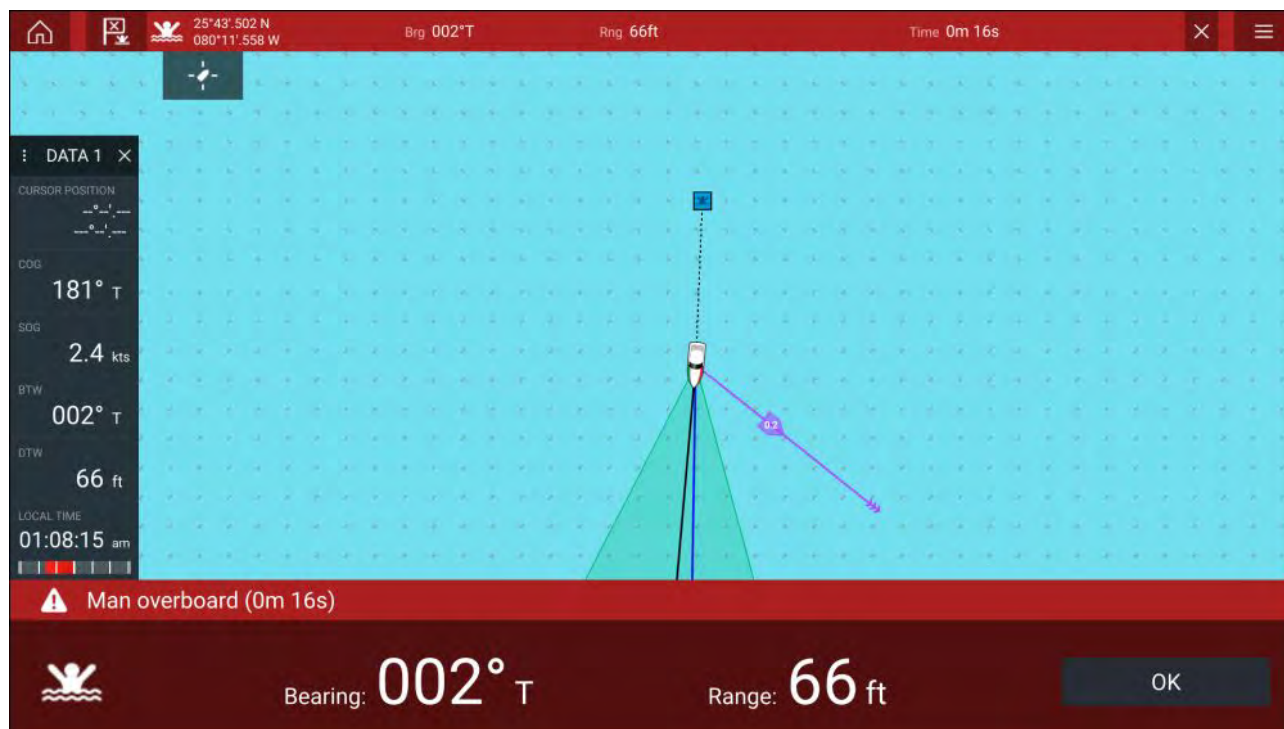 25°43'.502 N
080°11'.558 W
Brg 002°T
Rng 66ft
Time 0m 16s
DATA 1
CURSOR POSITION
--°--'.---
---°--'.---
COG
181° T
SOG
2.4 kts
BTW
002° T
DTW
66 ft
LOCAL TIME
01:08:15 am
0.2
Man overboard (0m 16s)
Bearing: 002° T
Range: 66 ft
OK